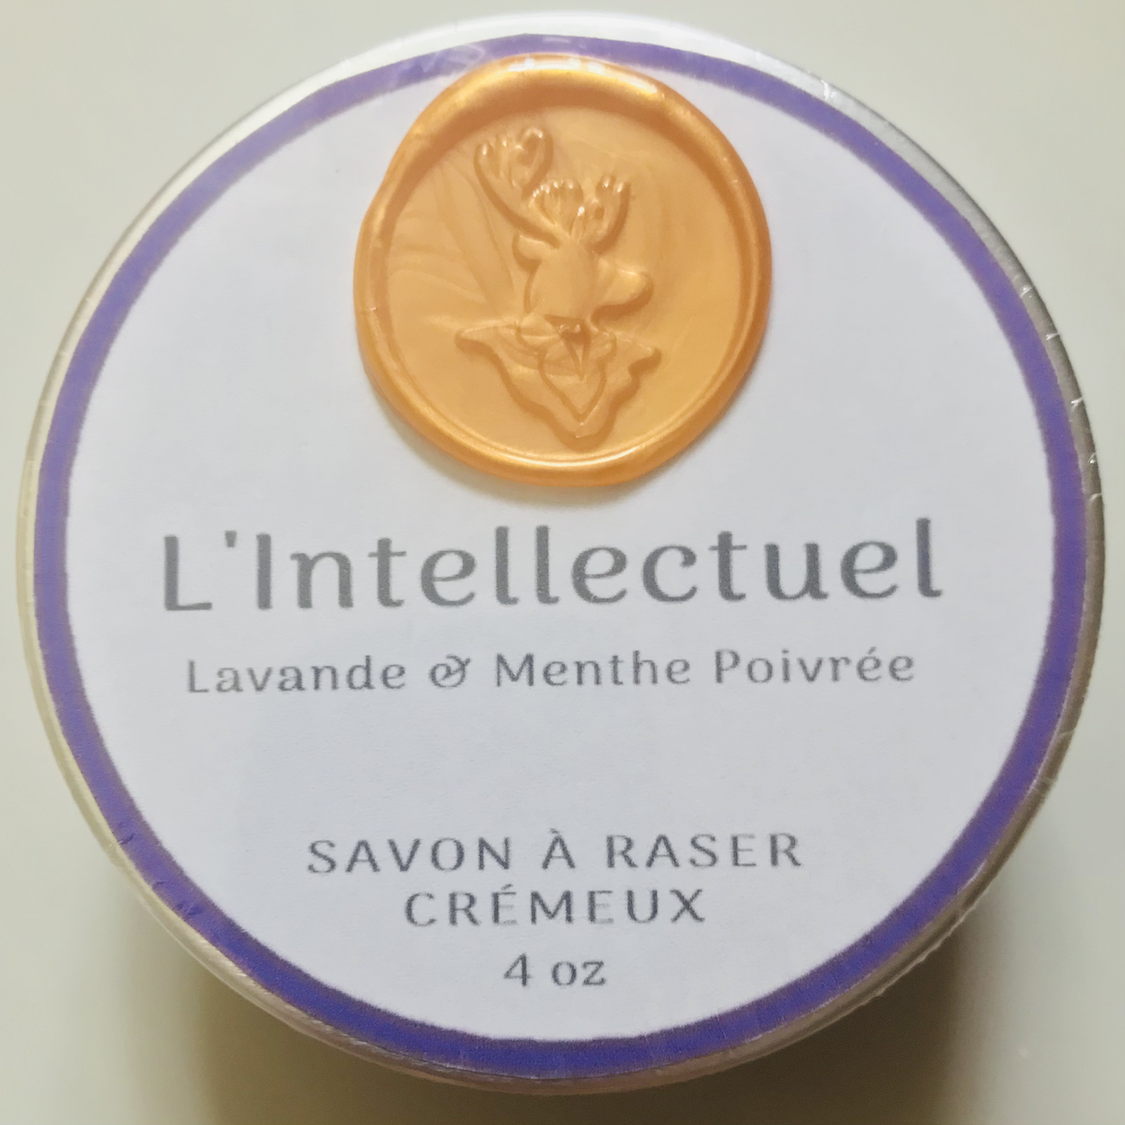 L'Intellectuel
Lavande & Menthe Poivrée
SAVON À RASER
CRÉMEUX
4 oz